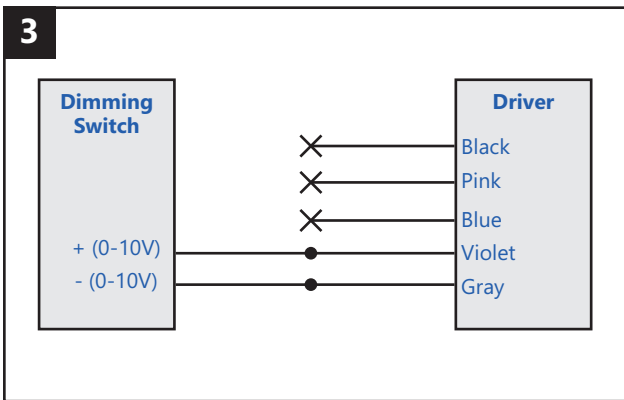 3
Dimming
Switch
+ (0-10V)
- (0-10V)
Driver
Black
Pink
Blue
Violet
Gray